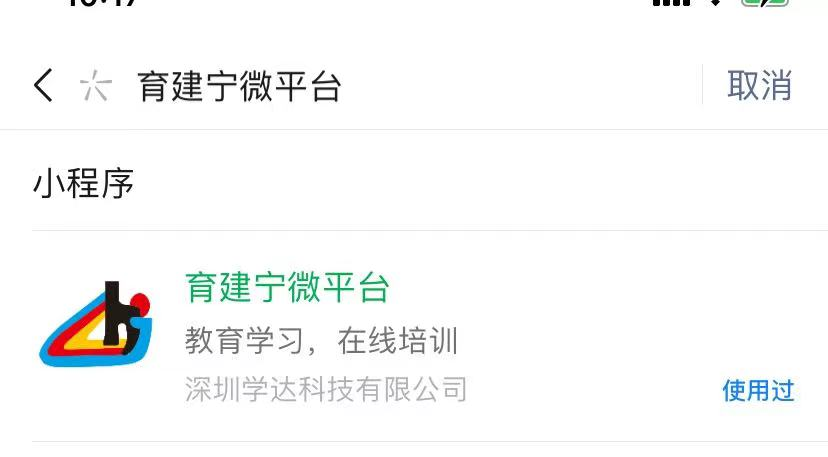 育建宁微平台
取消
小程序
育建宁微平台
教育学习，在线培训
深圳学达科技有限公司
使用过